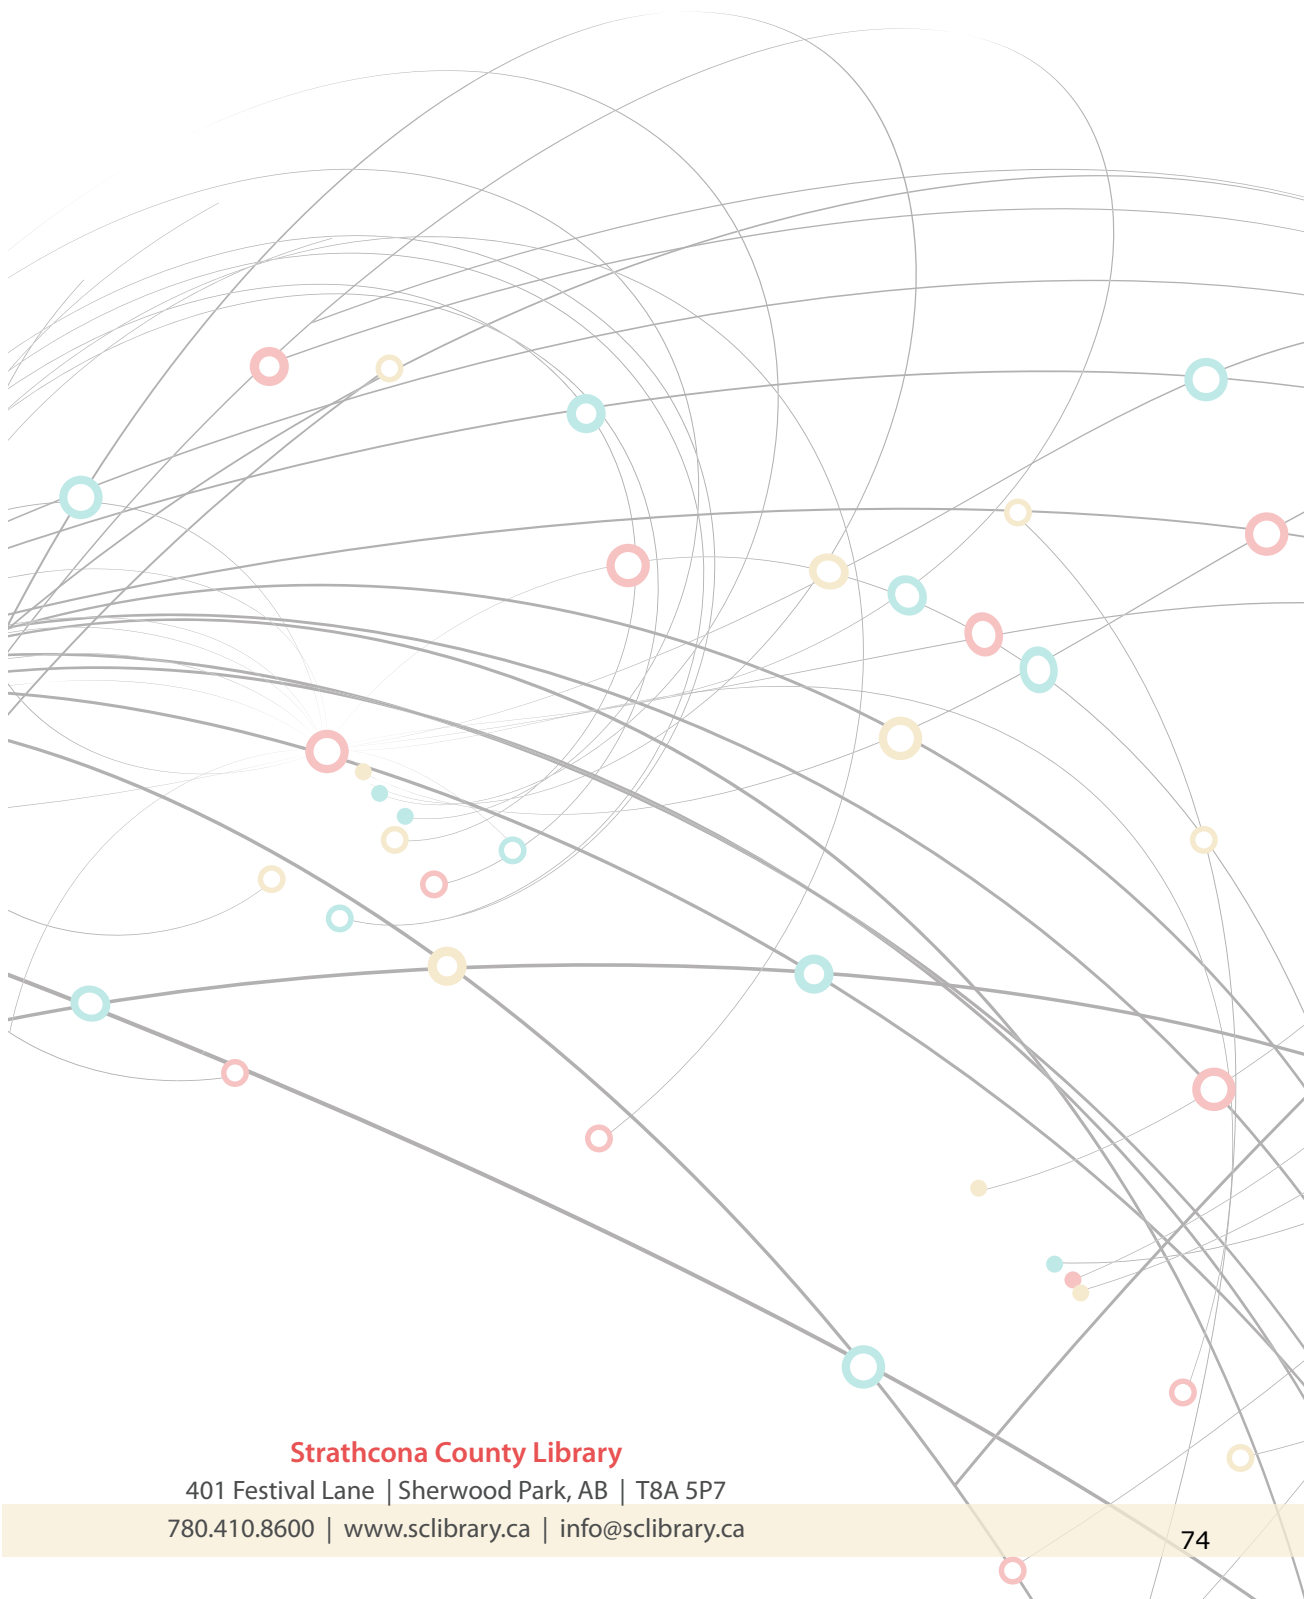 Strathcona County Library
401 Festival Lane | Sherwood Park, AB | T8A 5P7
780.410.8600 | www.sclibrary.ca | info@sclibrary.ca
74